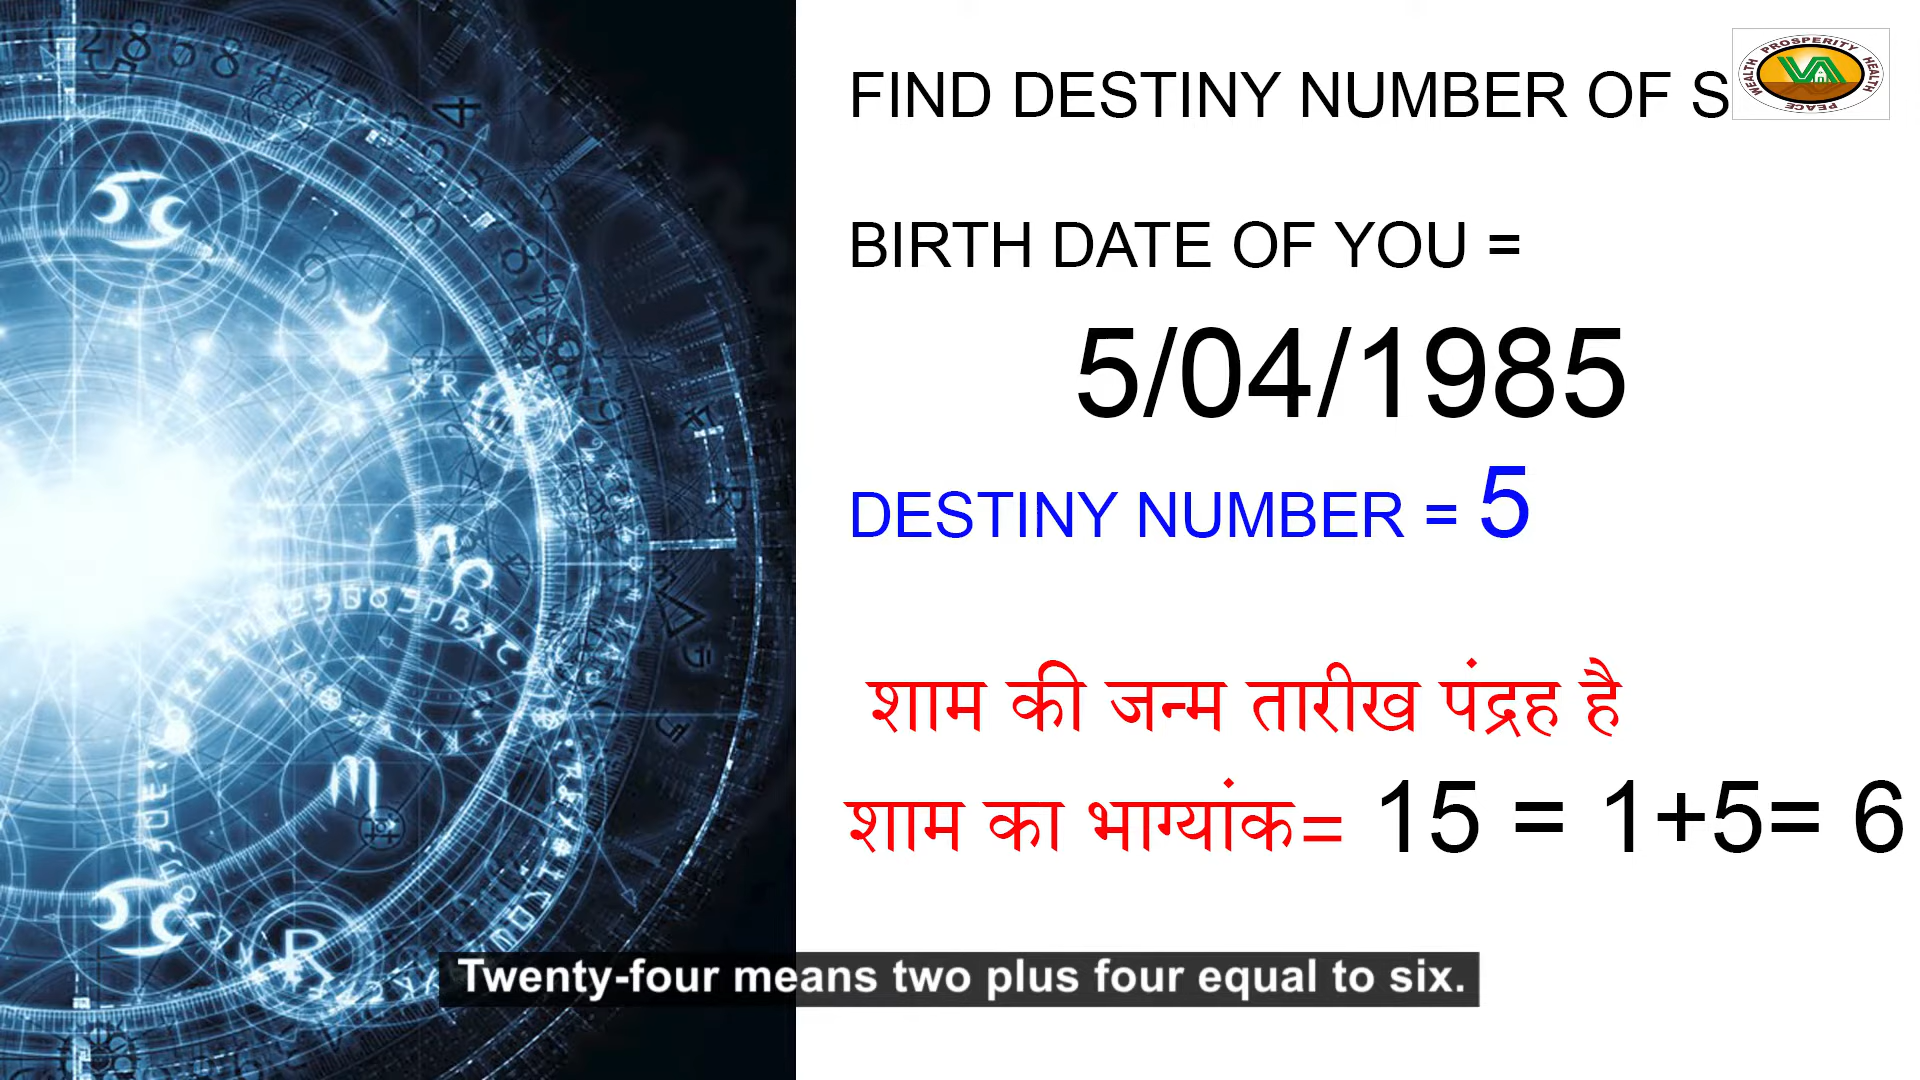 FIND DESTINY NUMBER OF S
WEALTH PROSPERITY HEALTH PEACE
BIRTH DATE OF YOU =
5/04/1985
DESTINY NUMBER = 5
शाम की जन्म तारीख पंद्रह है
शाम का भाग्यांक= 15 = 1+5= 6
Twenty-four means two plus four equal to six.